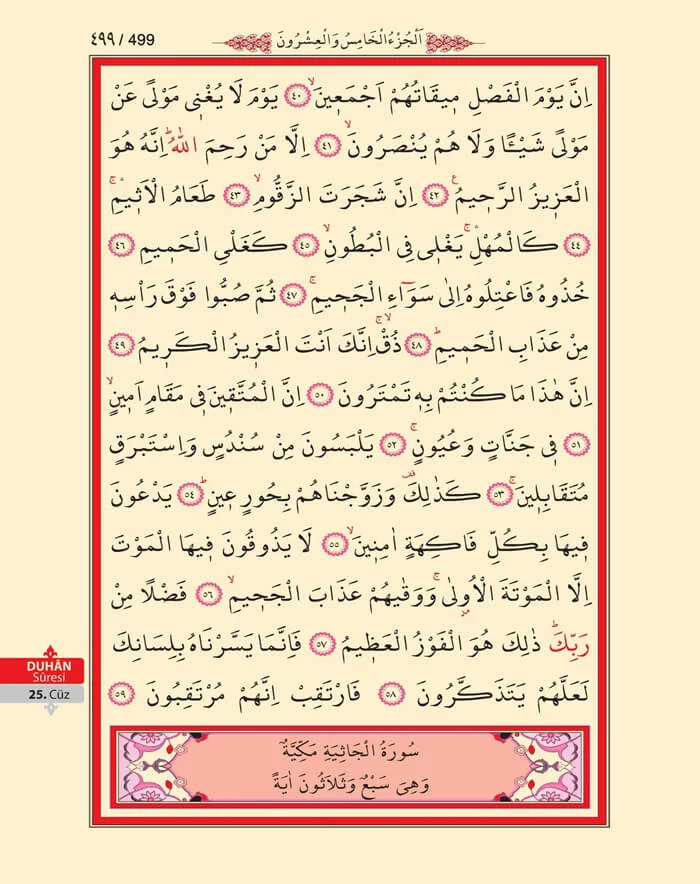 ٤٩٩ / 499
اَلْجُزْءُ الْخَامِسُ وَالْعِشْرُونَ
اِنَّ يَوْمَ الْفَصْلِ مٖيقَاتُهُمْ اَجْمَعٖينَۙ ﴿٤٠﴾ يَوْمَ لَا يُغْنٖى مَوْلًى عَنْ
مَوْلًى شَيْـًٔا وَلَا هُمْ يُنْصَرُونَۙ ﴿٤١﴾ اِلَّا مَنْ رَحِمَ اللّٰهُؕ اِنَّهُ هُوَ
الْعَزٖيزُ الرَّحٖيمُࣖ ﴿٤٢﴾ اِنَّ شَجَرَتَ الزَّقُّومِۙ ﴿٤٣﴾ طَعَامُ الْاَثٖيمِۚۛ
﴿٤٤﴾ كَالْمُهْلِۚۛ يَغْلٖى فِى الْبُطُونِۙ ﴿٤٥﴾ كَغَلْىِ الْحَمٖيمِ ﴿٤٦﴾
خُذُوهُ فَاعْتِلُوهُ اِلٰى سَوَٓاءِ الْجَحٖيمِۚ ﴿٤٧﴾ ثُمَّ صُبُّوا فَوْقَ رَاْسِهٖ
مِنْ عَذَابِ الْحَمٖيمِؕ ﴿٤٨﴾ ذُقْۚۙ اِنَّكَ اَنْتَ الْعَزٖيزُ الْكَرٖيمُ ﴿٤٩﴾
اِنَّ هٰذَا مَا كُنْتُمْ بِهٖ تَمْتَرُونَ ﴿٥٠﴾ اِنَّ الْمُتَّقٖينَ فٖى مَقَامٍ اَمٖينٍۙ
﴿٥١﴾ فٖى جَنَّاتٍ وَعُيُونٍۚ ﴿٥٢﴾ يَلْبَسُونَ مِنْ سُنْدُسٍ وَاِسْتَبْرَقٍ
مُتَقَابِلٖينَۚ ﴿٥٣﴾ كَذٰلِكَ وَزَوَّجْنَاهُمْ بِحُورٍ عٖينٍؕ ﴿٥٤﴾ يَدْعُونَ
فٖيهَا بِكُلِّ فَاكِهَةٍ اٰمِنٖينَۙ ﴿٥٥﴾ لَا يَذُوقُونَ فٖيهَا الْمَوْتَ
اِلَّا الْمَوْتَةَ الْاُولٰىۚ وَوَقٰيهُمْ عَذَابَ الْجَحٖيمِۙ ﴿٥٦﴾ فَضْلًا مِنْ
رَبِّكَؕ ذٰلِكَ هُوَ الْفَوْزُ الْعَظٖيمُ ﴿٥٧﴾ فَاِنَّمَا يَسَّرْنَاهُ بِلِسَانِكَ
لَعَلَّهُمْ يَتَذَكَّرُونَ ﴿٥٨﴾ فَارْتَقِبْ اِنَّهُمْ مُرْتَقِبُونَ ﴿٥٩﴾
DUHÂN
Sûresi
25. Cüz
سُورَةُ الْجَاثِيَةِ مَكِّيَّةٌ
وَهِىَ سَبْعٌ وَثَلَاثُونَ اٰيَةً